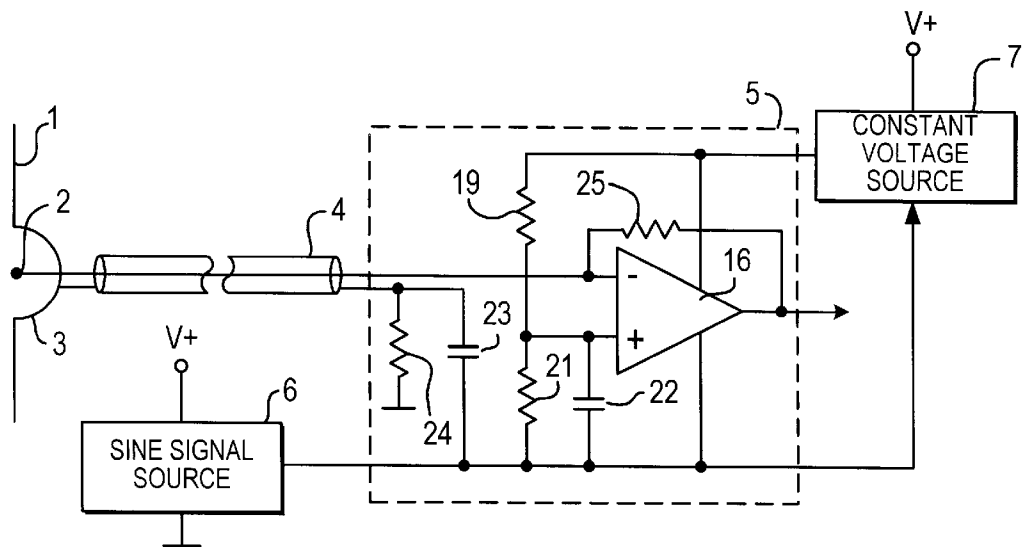 V+
7
1
5
CONSTANT
VOLTAGE
SOURCE
2
4
19
25
-
16
3
V+
23
+
21
22
6
24
SINE SIGNAL
SOURCE